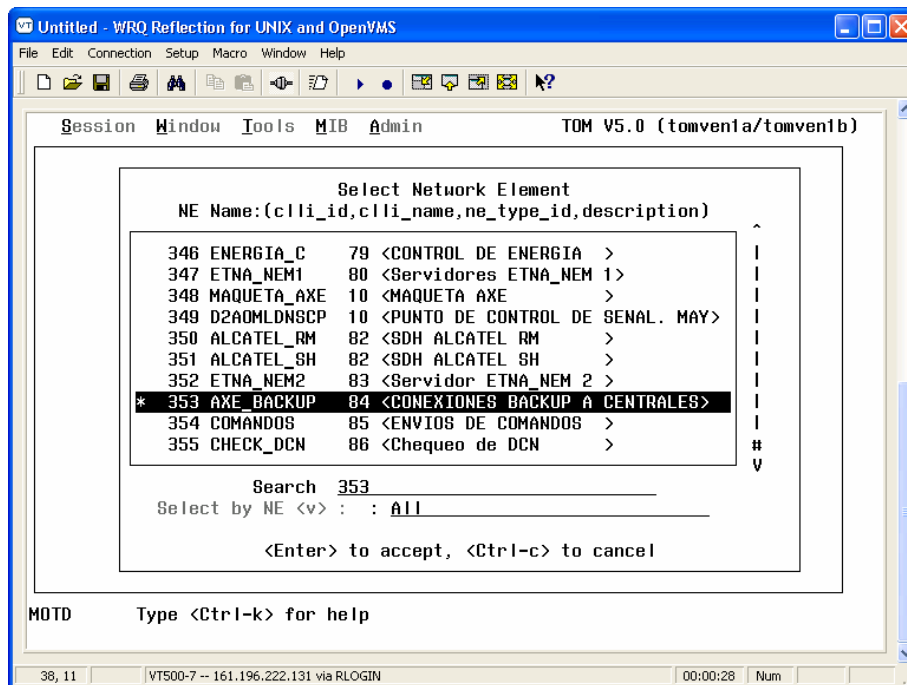 Untitled - WRQ Reflection for UNIX and OpenVMS
File Edit Connection Setup Macro Window Help
Session Window Tools MIB Admin TOM V5.0 (tomven1a/tomven1b)
Select Network Element
NE Name:(clli_id,clli_name,ne_type_id,description)
^
346 ENERGIA_C 79 <CONTROL DE ENERGIA > |
347 ETNA_NEM1 80 <Servidores ETNA_NEM 1> |
348 MAQUETA_AXE 10 <MAQUETA AXE > |
349 D2AOMLDNSCP 10 <PUNTO DE CONTROL DE SENAL. MAY> |
350 ALCATEL_RM 82 <SDH ALCATEL RM > |
351 ALCATEL_SH 82 <SDH ALCATEL SH > |
352 ETNA_NEM2 83 <Servidor ETNA_NEM 2 > |
* 353 AXE_BACKUP 84 <CONEXIONES BACKUP A CENTRALES> |
354 COMANDOS 85 <ENVIOS DE COMANDOS > |
355 CHECK_DCN 86 <Chequeo de DCN > #
V
Search 353
Select by NE <v> : : All
<Enter> to accept, <Ctrl-c> to cancel
MOTD Type <Ctrl-k> for help
38, 11 VT500-7 -- 161.196.222.131 via RLOGIN 00:00:28 Num